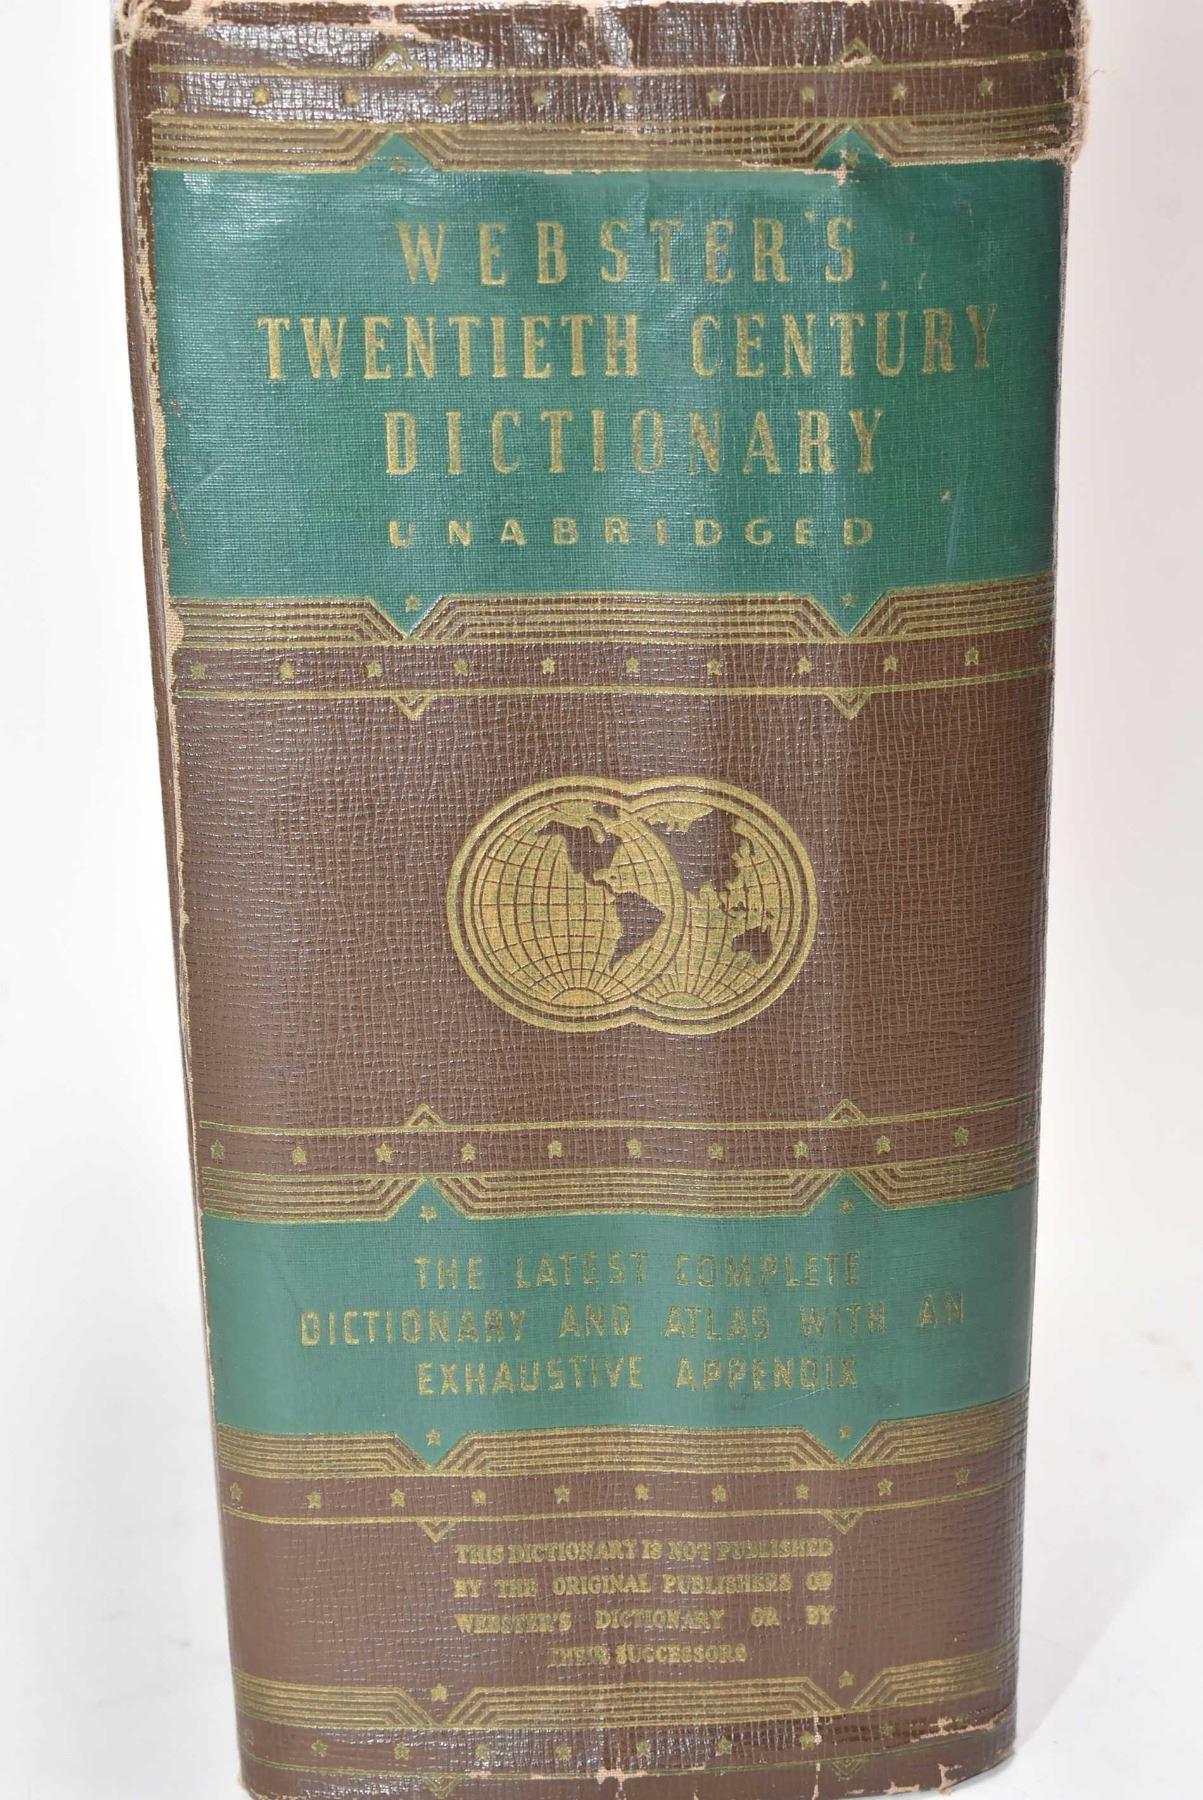 WEBSTER'S
TWENTIETH CENTURY
DICTIONARY
UNABRIDGED
THE LATEST COMPLETE
DICTIONARY AND ATLAS WITH AN
EXHAUSTIVE APPENDIX
THIS DICTIONARY IS NOT PUBLISHED
BY THE ORIGINAL PUBLISHERS OF
WEBSTER'S DICTIONARY OR BY
THEIR SUCCESSORS